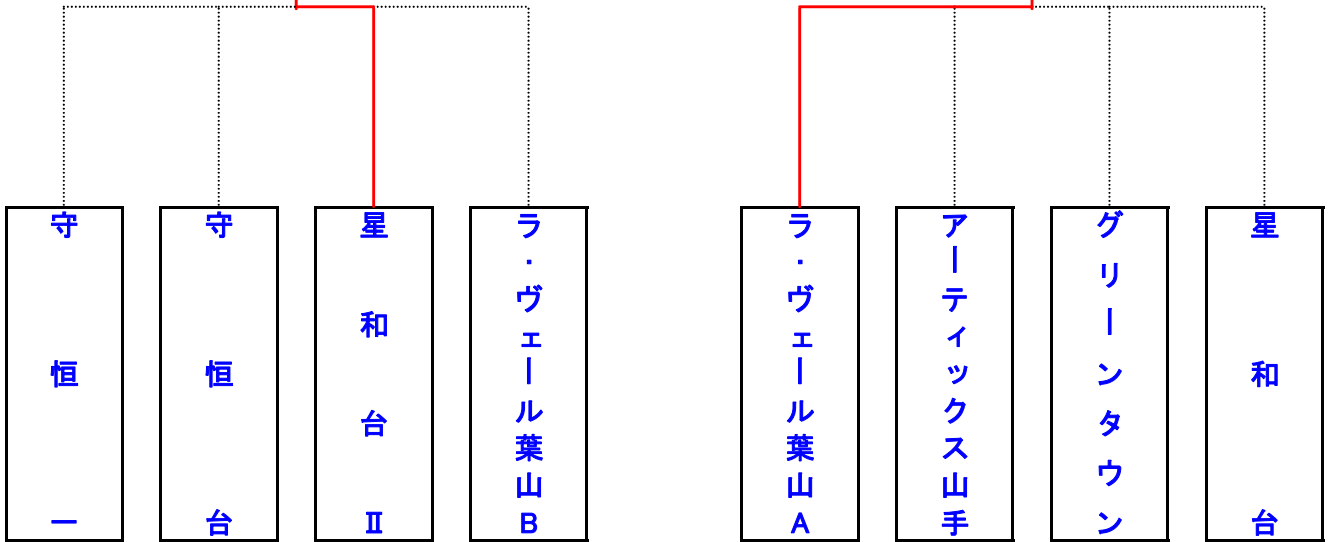 守恒一
守恒台
星和台Ⅱ
ラ・ヴェール葉山B
ラ・ヴェール葉山A
アーティックス山手
グリーンタウン
星和台